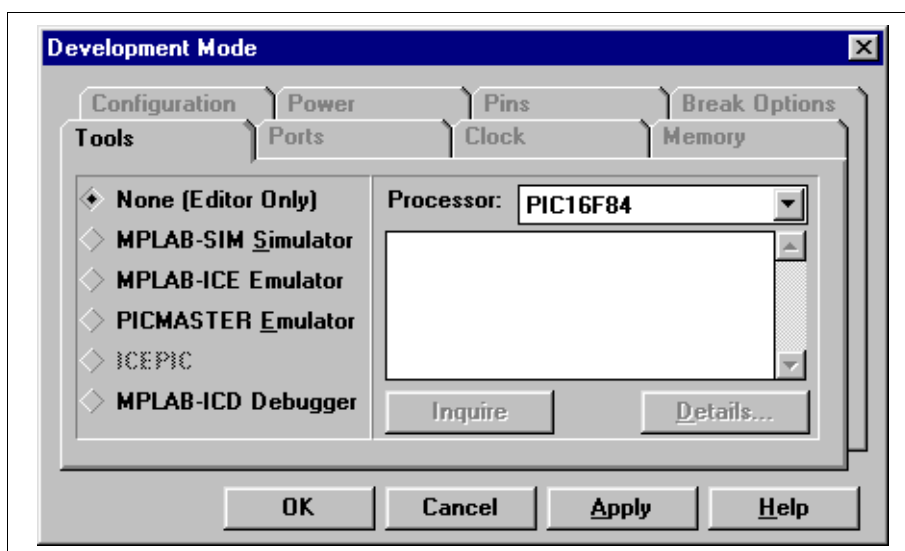 Development Mode
Configuration Power Pins Break Options
Tools Ports Clock Memory
None (Editor Only)
Processor: PIC16F84
MPLAB-SIM Simulator
MPLAB-ICE Emulator
PICMASTER Emulator
ICEPIC
MPLAB-ICD Debugger
Inquire Details...
OK Cancel Apply Help